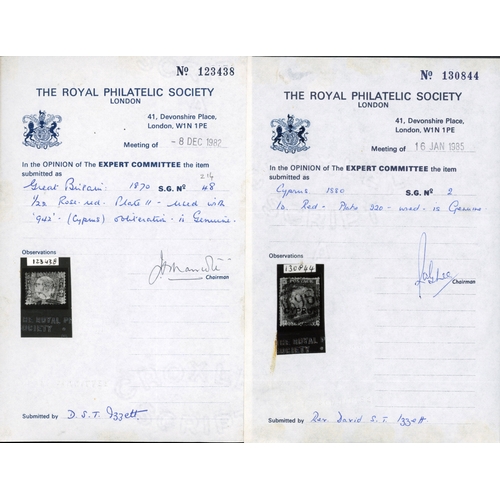 Nº 123438
THE ROYAL PHILATELIC SOCIETY
LONDON
41, Devonshire Place,
London, W1N 1PE
Meeting of - 8 DEC 1982
In the OPINION of The EXPERT COMMITTEE the item
submitted as
Great Britain 1870 S.G. Nº 48
1/2d Rose-red Plate 11 - used with
'942' - (Cyprus) obliteration - is Genuine.
Observations
123438
Chairman
Submitted by D. S. T. Izzett
Nº 130844
THE ROYAL PHILATELIC SOCIETY
LONDON
41, Devonshire Place,
London, W1N 1PE
Meeting of 16 JAN 1985
In the OPINION of The EXPERT COMMITTEE the item
submitted as
Cyprus 1880 S.G. Nº 2
1d. Red - Plate 220 - used - is Genuine
Observations
130844
Chairman
Submitted by Rev David S. T. Izzett